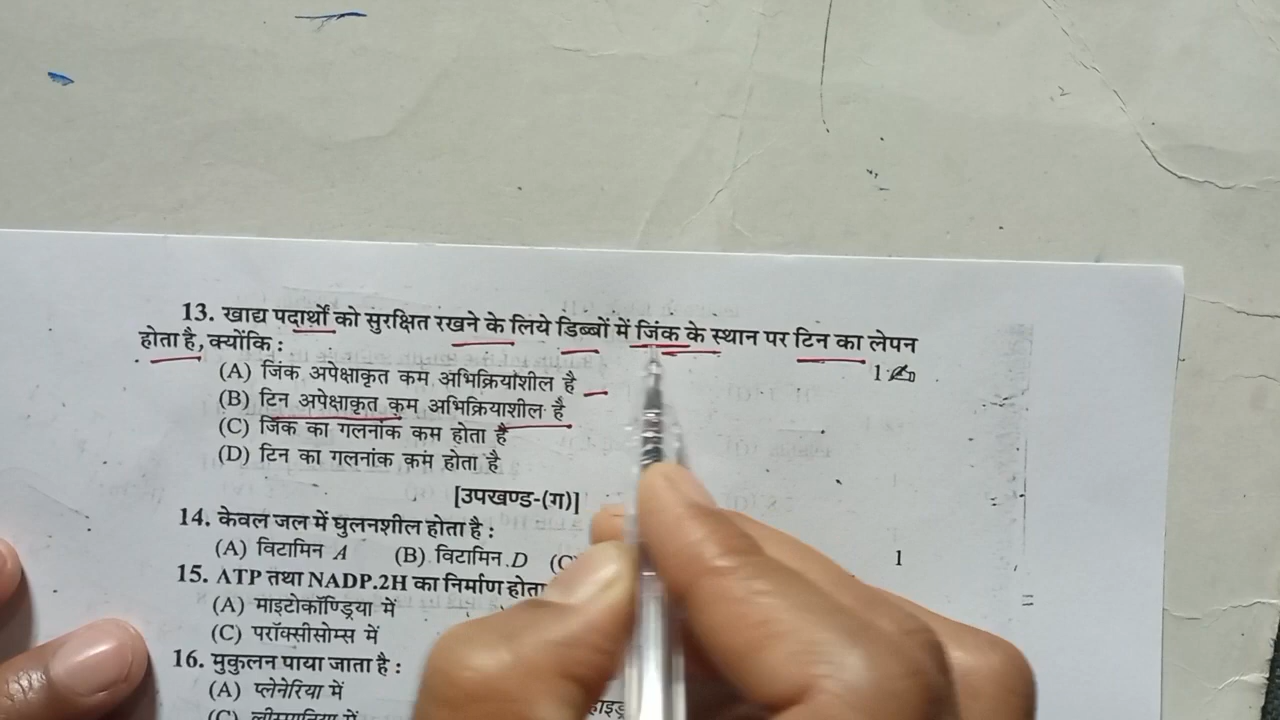 13. खाद्य पदार्थों को सुरक्षित रखने के लिये डिब्बों में जिंक के स्थान पर टिन का लेपन
होता है, क्योंकि :
1
(A) जिंक अपेक्षाकृत कम अभिक्रियाशील है
(B) टिन अपेक्षाकृत कम अभिक्रियाशील है
(C) जिंक का गलनांक कम होता है
(D) टिन का गलनांक कम होता है
[उपखण्ड-(ग)]
14. केवल जल में घुलनशील होता है :
1
(A) विटामिन A (B) विटामिन D (C
15. ATP तथा NADP.2H का निर्माण होता
(A) माइटोकॉण्ड्रिया में
(C) परॉक्सीसोम्स में
16. मुकुलन पाया जाता है :
(A) प्लेनेरिया में
(C)